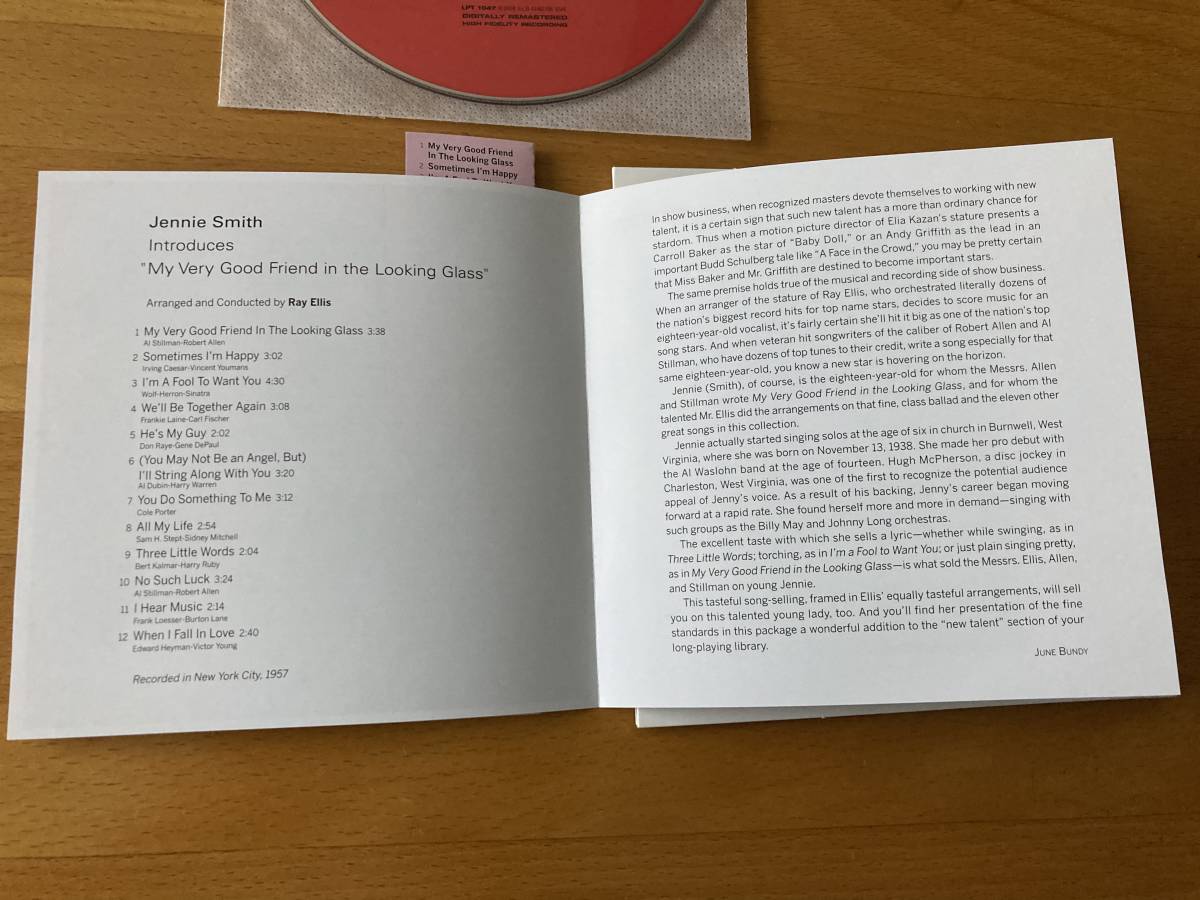 DIGITALLY REMASTERED
HIGH FIDELITY RECORDING
1 My Very Good Friend
In The Looking Glass
2 Sometimes I'm Happy
Jennie Smith
Introduces
"My Very Good Friend in the Looking Glass"
Arranged and Conducted by Ray Ellis
1 My Very Good Friend In The Looking Glass 3:38
Al Stillman-Robert Allen
2 Sometimes I'm Happy 3:02
Irving Caesar-Vincent Youmans
3 I'm A Fool To Want You 4:30
Wolf-Herron-Sinatra
4 We'll Be Together Again 3:08
Frankie Laine-Carl Fischer
5 He's My Guy 2:02
Don Raye-Gene DePaul
6 (You May Not Be an Angel, But)
I'll String Along With You 3:20
Al Dubin-Harry Warren
7 You Do Something To Me 3:12
Cole Porter
8 All My Life 2:54
Sam H. Stept-Sidney Mitchell
9 Three Little Words 2:04
Bert Kalmar-Harry Ruby
10 No Such Luck 3:24
Al Stillman-Robert Allen
11 I Hear Music 2:14
Frank Loesser-Burton Lane
12 When I Fall In Love 2:40
Edward Heyman-Victor Young
Recorded in New York City, 1957
In show business, when recognized masters devote themselves to working with new
talent, it is a certain sign that such new talent has a more than ordinary chance for
stardom. Thus when a motion picture director of Elia Kazan's stature presents a
Carroll Baker as the star of "Baby Doll," or an Andy Griffith as the lead in an
important Budd Schulberg tale like "A Face in the Crowd," you may be pretty certain
that Miss Baker and Mr. Griffith are destined to become important stars.
The same premise holds true of the musical and recording side of show business.
When an arranger of the stature of Ray Ellis, who orchestrated literally dozens of
the nation's biggest record hits for top name stars, decides to score music for an
eighteen-year-old vocalist, it's fairly certain she'll hit it big as one of the nation's top
song stars. And when veteran hit songwriters of the caliber of Robert Allen and Al
Stillman, who have dozens of top tunes to their credit, write a song especially for that
same eighteen-year-old, you know a new star is hovering on the horizon.
Jennie (Smith), of course, is the eighteen-year-old for whom the Messrs. Allen
and Stillman wrote My Very Good Friend in the Looking Glass, and for whom the
talented Mr. Ellis did the arrangements on that fine, class ballad and the eleven other
great songs in this collection.
Jennie actually started singing solos at the age of six in church in Burnwell, West
Virginia, where she was born on November 13, 1938. She made her pro debut with
the Al Waslohn band at the age of fourteen. Hugh McPherson, a disc jockey in
Charleston, West Virginia, was one of the first to recognize the potential audience
appeal of Jenny's voice. As a result of his backing, Jenny's career began moving
forward at a rapid rate. She found herself more and more in demand—singing with
such groups as the Billy May and Johnny Long orchestras.
The excellent taste with which she sells a lyric—whether while swinging, as in
Three Little Words; torching, as in I'm a Fool to Want You; or just plain singing pretty,
as in My Very Good Friend in the Looking Glass—is what sold the Messrs. Ellis, Allen,
and Stillman on young Jennie.
This tasteful song-selling, framed in Ellis' equally tasteful arrangements, will sell
you on this talented young lady, too. And you'll find her presentation of the fine
standards in this package a wonderful addition to the "new talent" section of your
long-playing library.
JUNE BUNDY